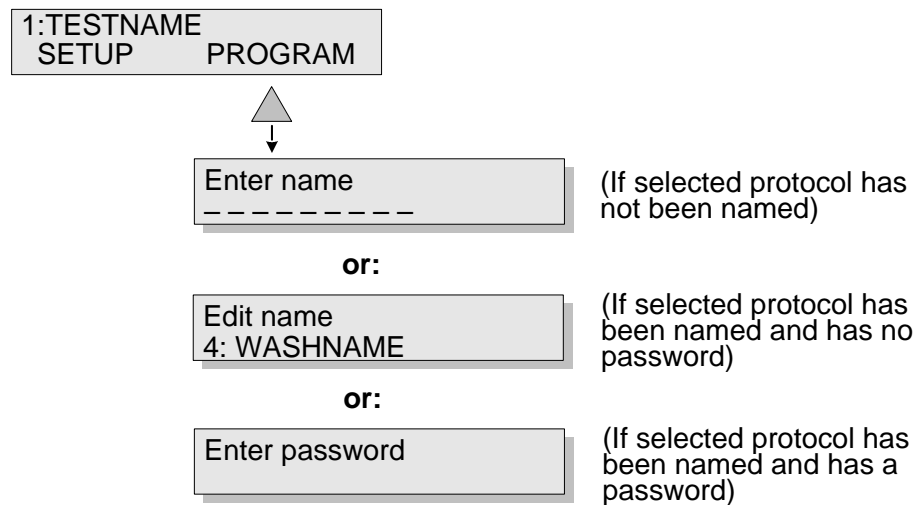 1:TESTNAME
SETUP PROGRAM
Enter name
_ _ _ _ _ _ _ _ _
(If selected protocol has
not been named)
or:
Edit name
4: WASHNAME
(If selected protocol has
been named and has no
password)
or:
Enter password
(If selected protocol has
been named and has a
password)